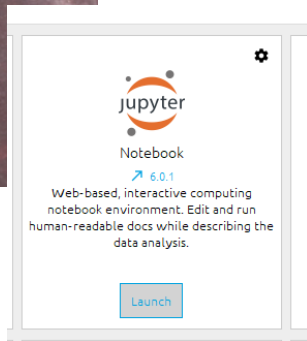 jupyter
Notebook
6.0.1
Web-based, interactive computing
notebook environment. Edit and run
human-readable docs while describing the
data analysis.
Launch